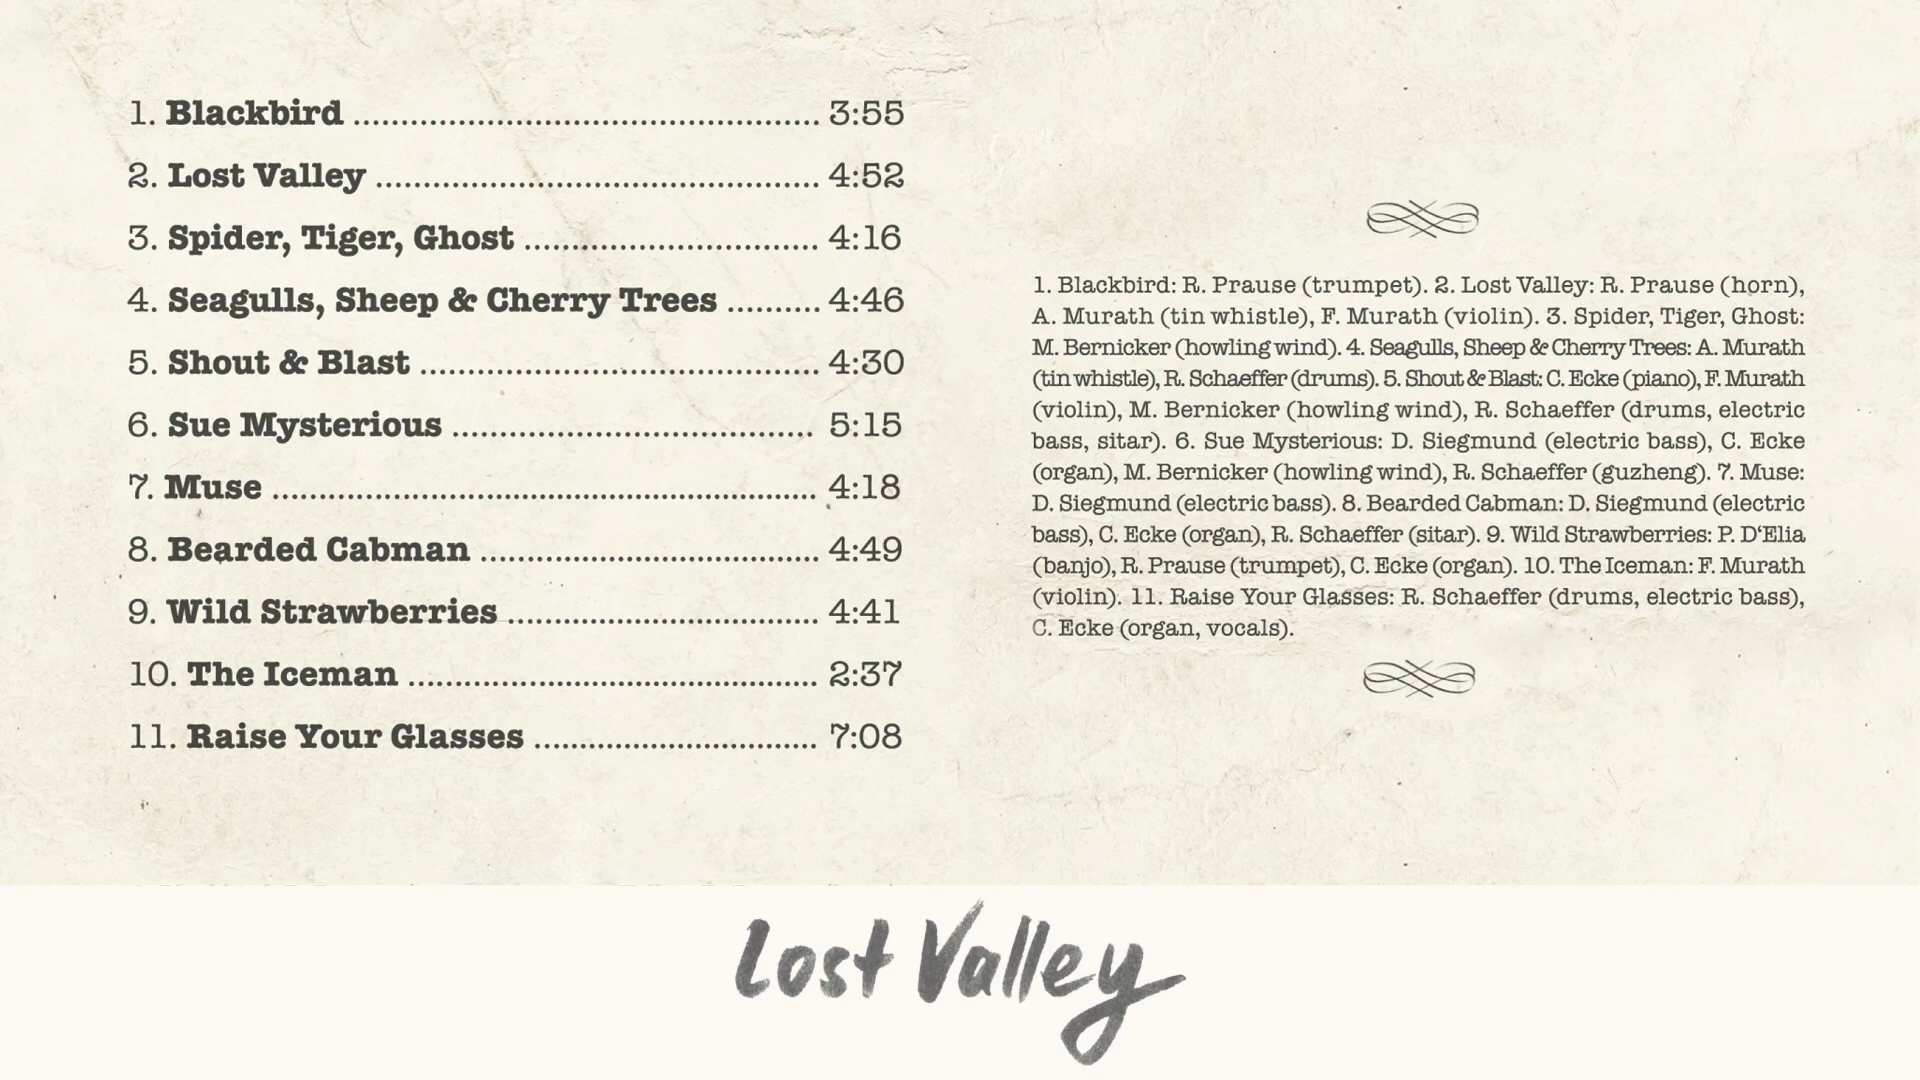 1. Blackbird ................................................. 3:55
2. Lost Valley ............................................... 4:52
3. Spider, Tiger, Ghost ............................... 4:16
4. Seagulls, Sheep & Cherry Trees .......... 4:46
5. Shout & Blast .......................................... 4:30
6. Sue Mysterious ...................................... 5:15
7. Muse ......................................................... 4:18
8. Bearded Cabman .................................... 4:49
9. Wild Strawberries ................................. 4:41
10. The Iceman ........................................... 2:37
11. Raise Your Glasses .............................. 7:08
1. Blackbird: R. Prause (trumpet). 2. Lost Valley: R. Prause (horn),
A. Murath (tin whistle), F. Murath (violin). 3. Spider, Tiger, Ghost:
M. Bernicker (howling wind). 4. Seagulls, Sheep & Cherry Trees: A. Murath
(tin whistle), R. Schaeffer (drums). 5. Shout & Blast: C. Ecke (piano), F. Murath
(violin), M. Bernicker (howling wind), R. Schaeffer (drums, electric
bass, sitar). 6. Sue Mysterious: D. Siegmund (electric bass), C. Ecke
(organ), M. Bernicker (howling wind), R. Schaeffer (guzheng). 7. Muse:
D. Siegmund (electric bass). 8. Bearded Cabman: D. Siegmund (electric
bass), C. Ecke (organ), R. Schaeffer (sitar). 9. Wild Strawberries: P. D‘Elia
(banjo), R. Prause (trumpet), C. Ecke (organ). 10. The Iceman: F. Murath
(violin). 11. Raise Your Glasses: R. Schaeffer (drums, electric bass),
C. Ecke (organ, vocals).
Lost Valley